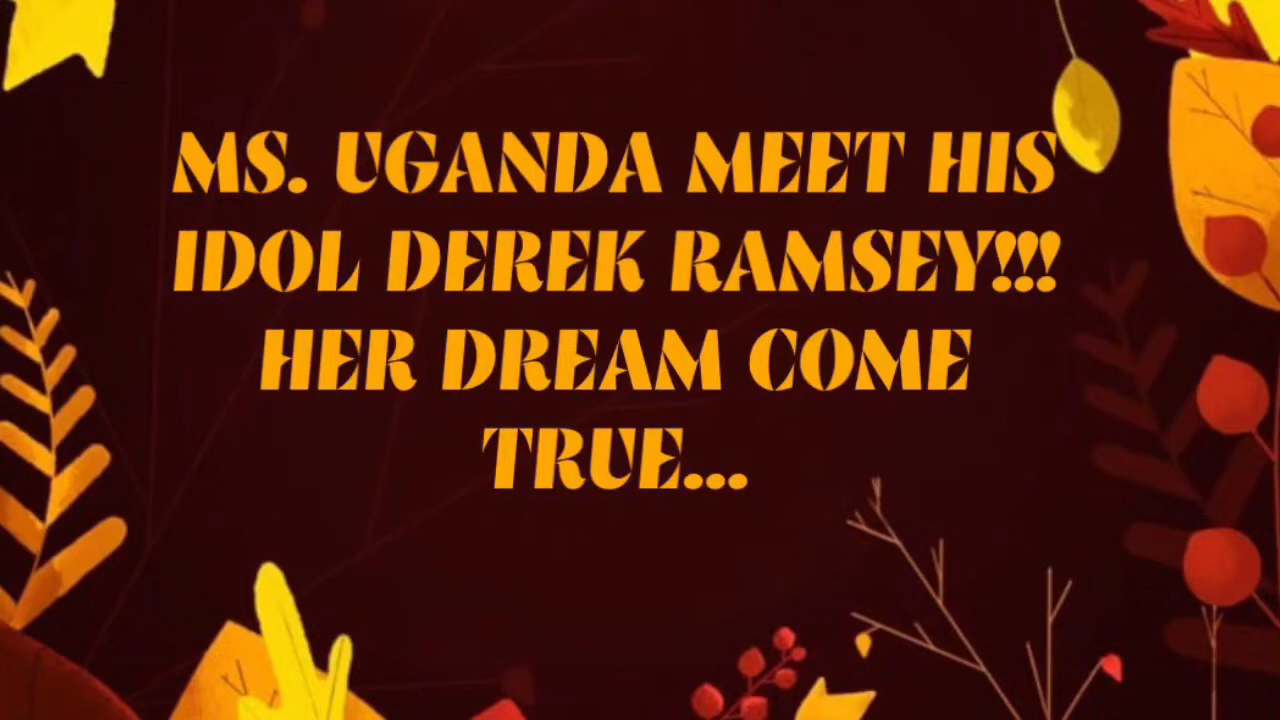 MS. UGANDA MEET HIS
IDOL DEREK RAMSEY!!!
HER DREAM COME
TRUE...